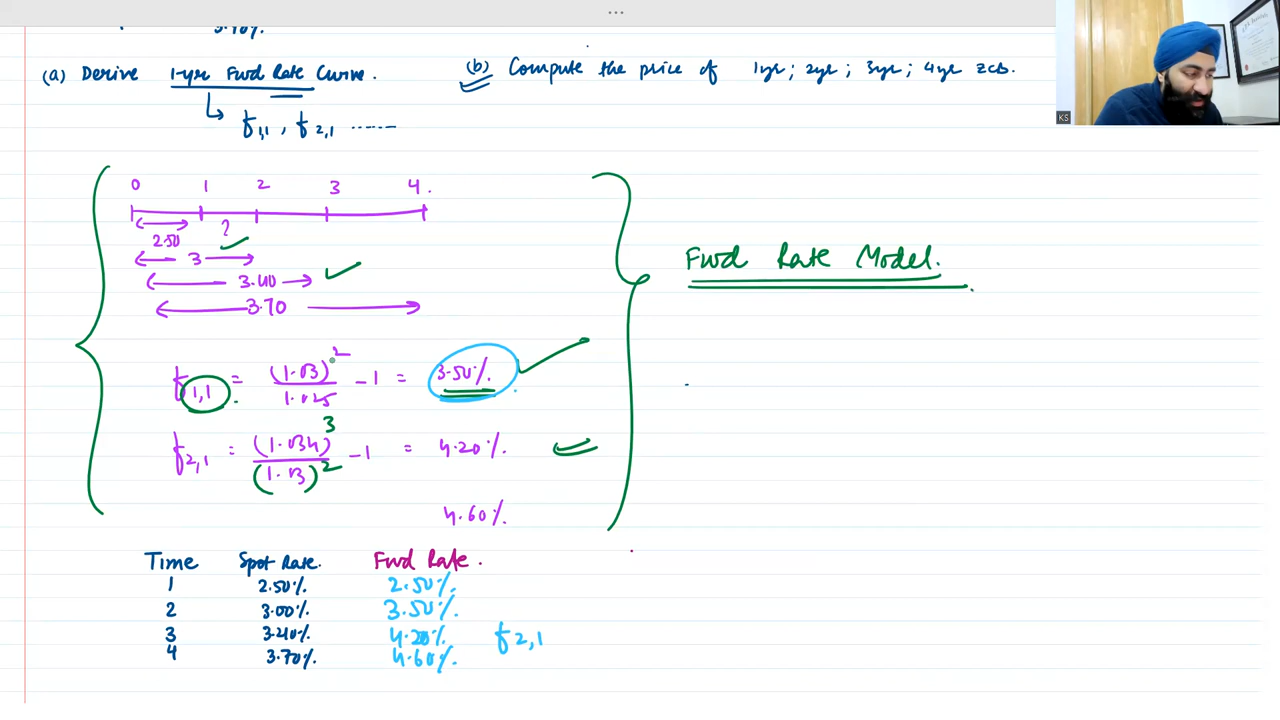 3.40%.
(a) Derive 1-yr Fwd Rate Curve.
(b) Compute the price of 1yr; 2yr; 3yr; 4yr ZCB.
f1,1 , f2,1 ........
KS
0 1 2 3 4.
2.50 ?
3
3.40
3.70
Fwd Rate Model.
f1,1 = (1.03)^2 / 1.025 - 1 = 3.50%.
f2,1 = (1.034)^3 / (1.03)^2 - 1 = 4.20%.
4.60%.
Time Spot Rate. Fwd Rate.
1 2.50%. 2.50%.
2 3.00%. 3.50%.
3 3.40%. 4.20%. f2,1
4 3.70%. 4.60%.